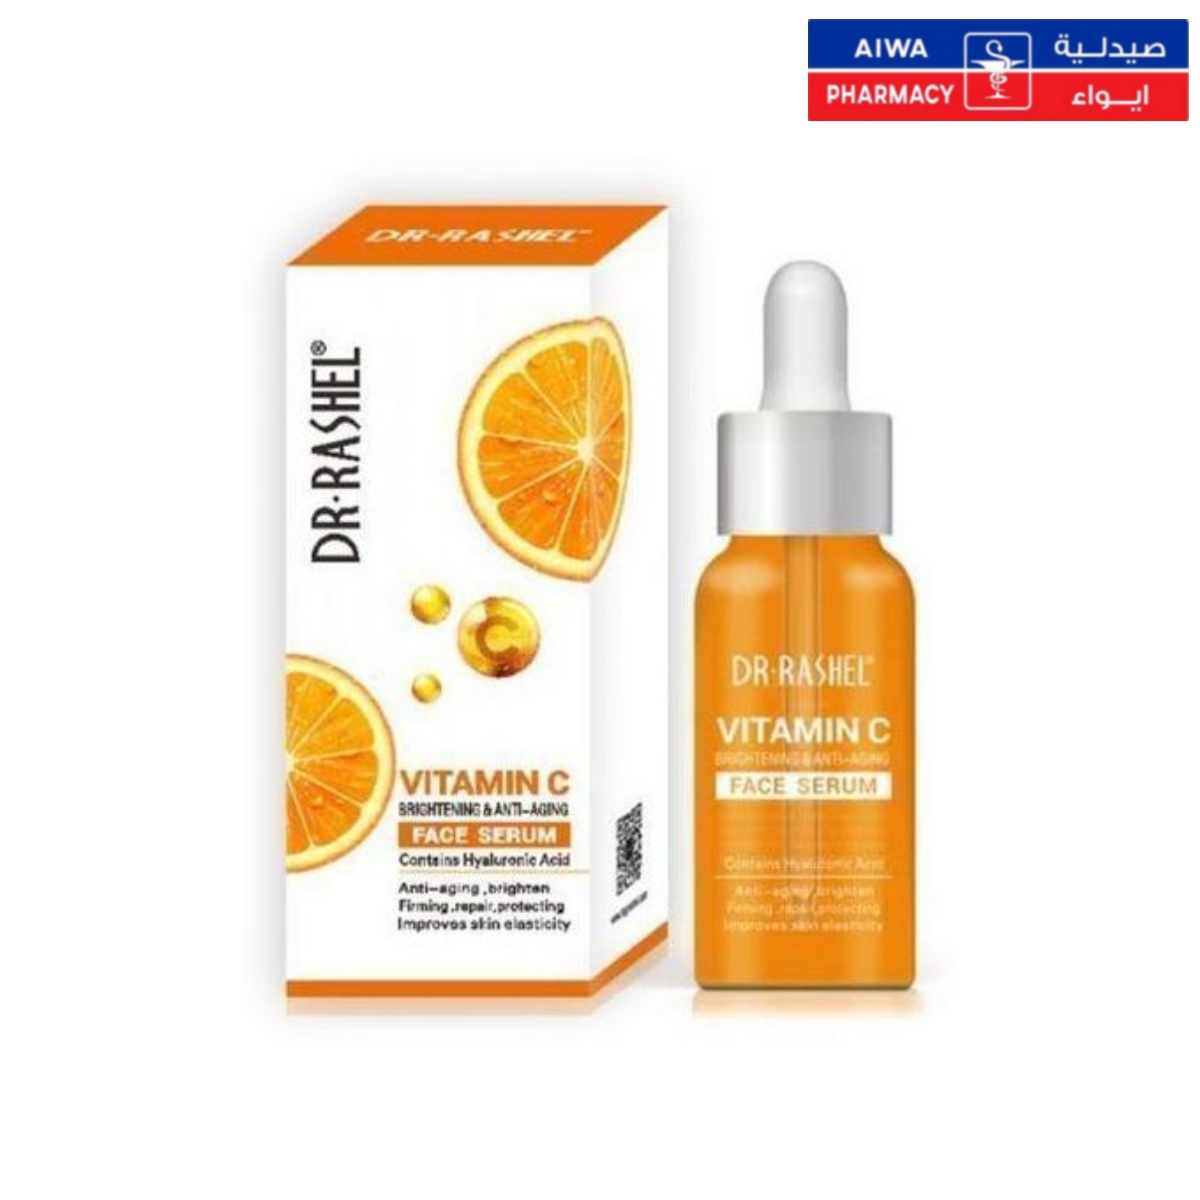 AIWA صيدلية
PHARMACY ايواء
DR·RASHEL®
DR·RASHEL®
C
VITAMIN C
BRIGHTENING & ANTI-AGING
FACE SERUM
Contains Hyaluronic Acid
Anti-aging ,brighten
Firming ,repair,protecting
Improves skin elasticity
DR·RASHEL®
VITAMIN C
BRIGHTENING & ANTI-AGING
FACE SERUM
Contains Hyaluronic Acid
Anti-aging ,brighten
Firming ,repair,protecting
Improves skin elasticity